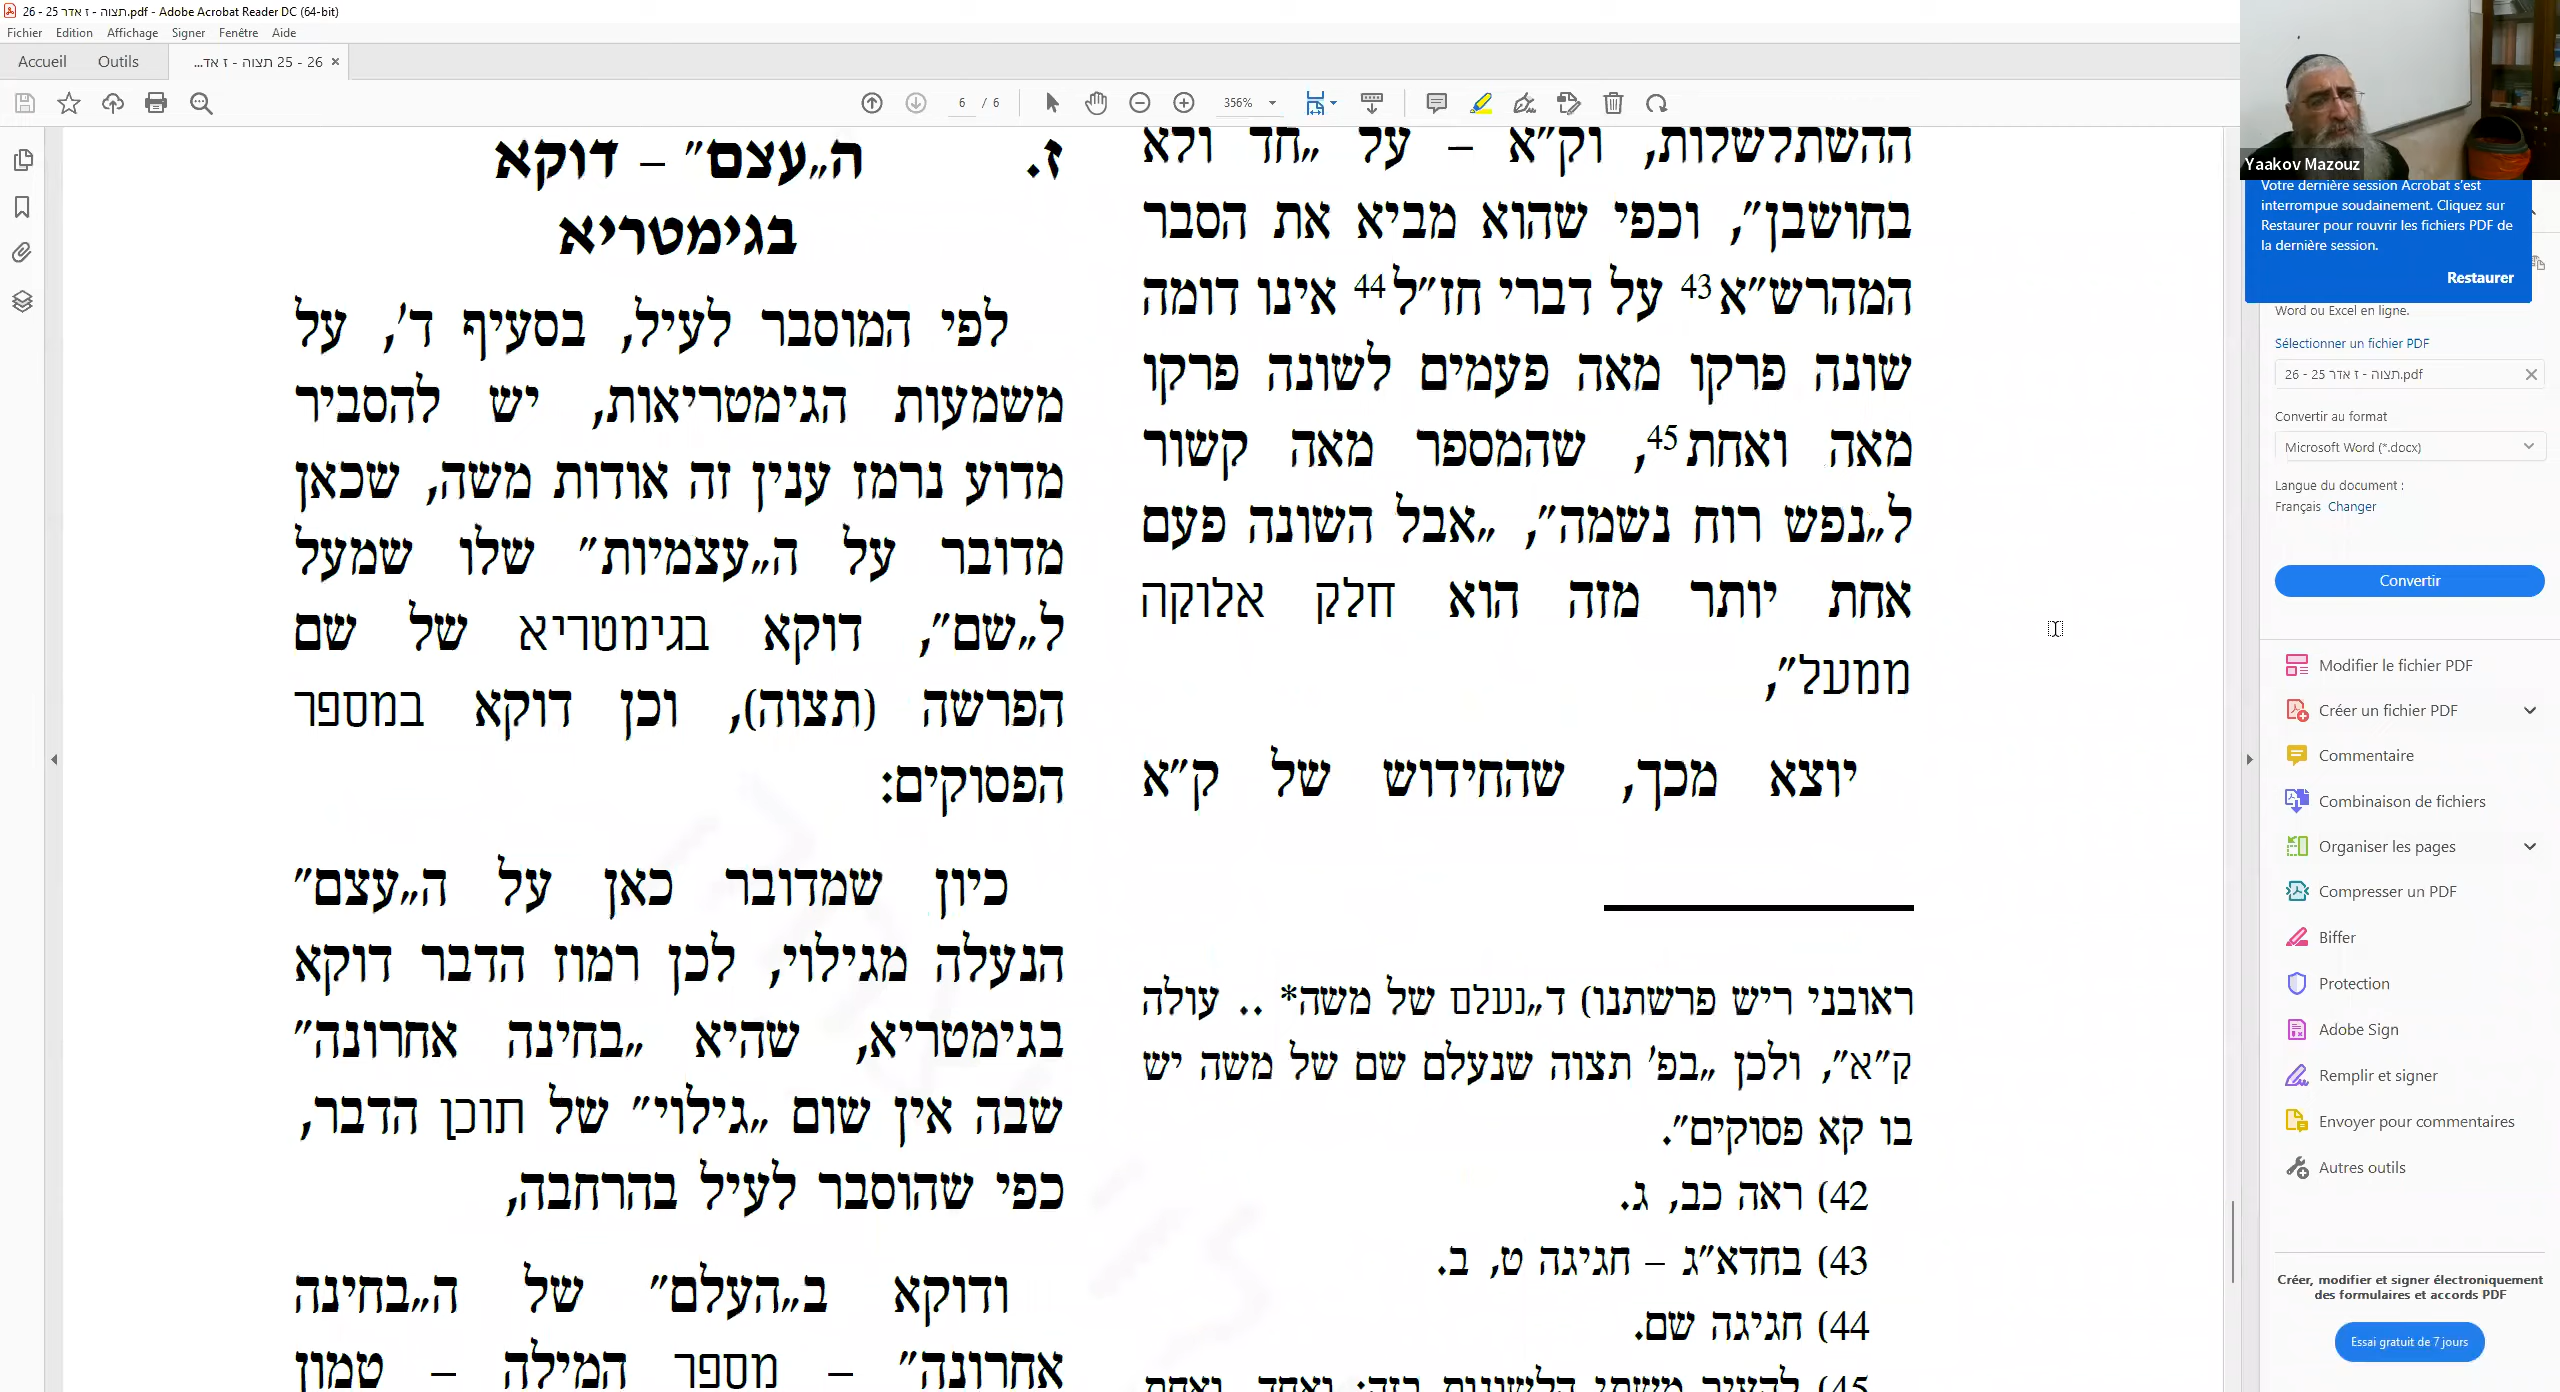 26 - 25 תצוה - ז אדר.pdf - Adobe Acrobat Reader DC (64-bit)
Fichier Edition Affichage Signer Fenêtre Aide
Accueil Outils 26 - 25 תצוה - ז אד... ×
6 / 6 356%
ההשתלשלות, וק״א – על „חד ולא
בחושבן״, וכפי שהוא מביא את הסבר
המהרש״א43 על דברי חז״ל44 אינו דומה
שונה פרקו מאה פעמים לשונה פרקו
מאה ואחת45, שהמספר מאה קשור
ל„נפש רוח נשמה״, „אבל השונה פעם
אחת יותר מזה הוא חלק אלוקה
ממעל״,
יוצא מכך, שהחידוש של ק״א
ראובני ריש פרשתנו) ד„נעלם של משה* .. עולה
ק״א״, ולכן „בפ׳ תצוה שנעלם שם של משה יש
בו קא פסוקים״.
42) ראה כב, ג.
43) בחדא״ג – חגיגה ט, ב.
44) חגיגה שם.
45) להעיר משתי הלשונות בזה: ואחד, ואחת
ז. ה„עצם״ – דוקא
בגימטריא
לפי המוסבר לעיל, בסעיף ד׳, על
משמעות הגימטריאות, יש להסביר
מדוע נרמז ענין זה אודות משה, שכאן
מדובר על ה„עצמיות״ שלו שמעל
ל„שם״, דוקא בגימטריא של שם
הפרשה (תצוה), וכן דוקא במספר
הפסוקים:
כיון שמדובר כאן על ה„עצם״
הנעלה מגילוי, לכן רמוז הדבר דוקא
בגימטריא, שהיא „בחינה אחרונה״
שבה אין שום „גילוי״ של תוכן הדבר,
כפי שהוסבר לעיל בהרחבה,
ודוקא ב„העלם״ של ה„בחינה
אחרונה״ – מספר המילה – טמון
Yaakov Mazouz
Votre dernière session Acrobat s'est
interrompue soudainement. Cliquez sur
Restaurer pour rouvrir les fichiers PDF de
la dernière session.
Restaurer
Word ou Excel en ligne.
Sélectionner un fichier PDF
26 - 25 תצוה - ז אדר.pdf
Convertir au format
Microsoft Word (*.docx)
Langue du document :
Français Changer
Convertir
Modifier le fichier PDF
Créer un fichier PDF
Commentaire
Combinaison de fichiers
Organiser les pages
Compresser un PDF
Biffer
Protection
Adobe Sign
Remplir et signer
Envoyer pour commentaires
Autres outils
Créer, modifier et signer électroniquement
des formulaires et accords PDF
Essai gratuit de 7 jours